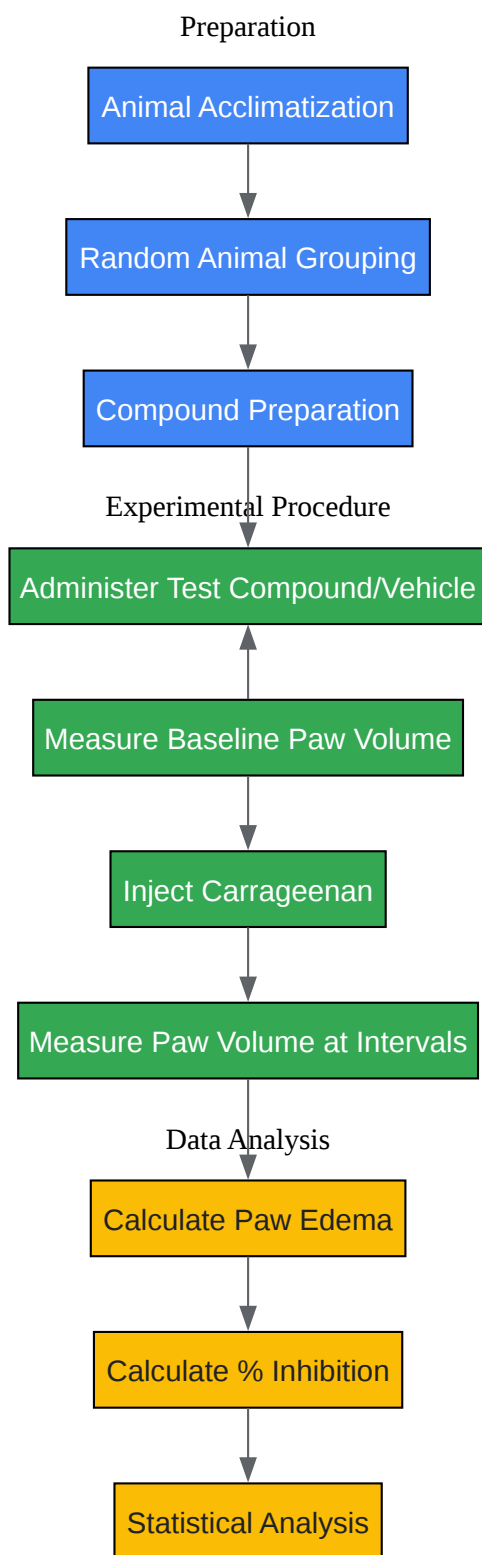 Preparation
Animal Acclimatization
Random Animal Grouping
Compound Preparation
Experimental Procedure
Administer Test Compound/Vehicle
Measure Baseline Paw Volume
Inject Carrageenan
Measure Paw Volume at Intervals
Data Analysis
Calculate Paw Edema
Calculate % Inhibition
Statistical Analysis